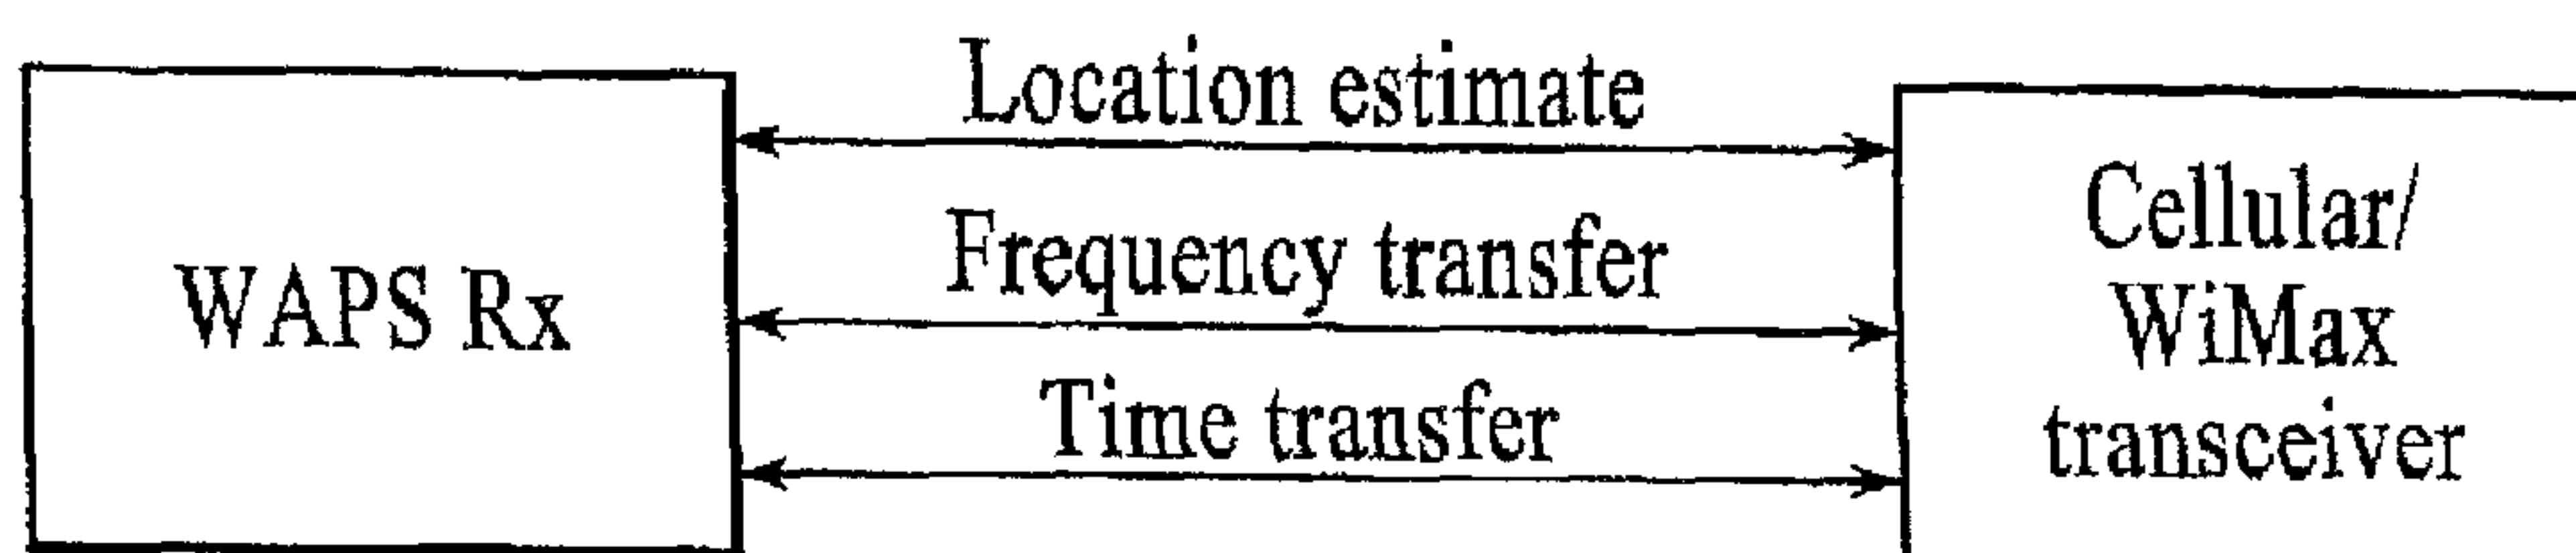 WAPS Rx
Location estimate
Frequency transfer
Time transfer
Cellular/
WiMax
transceiver